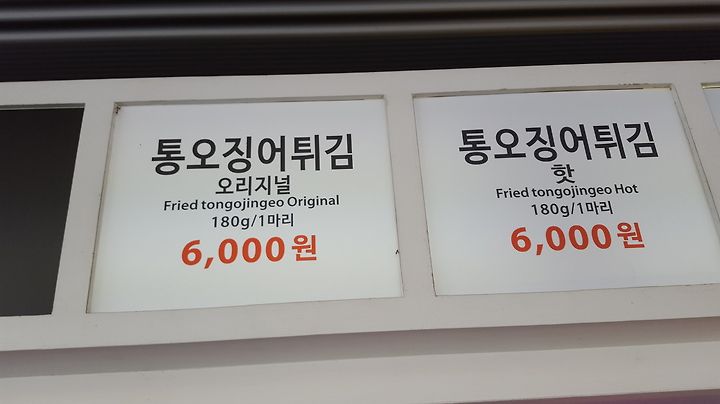 통오징어튀김
오리지널
Fried tongojingeo Original
180g/1마리
6,000원
통오징어튀김
핫
Fried tongojingeo Hot
180g/1마리
6,000원